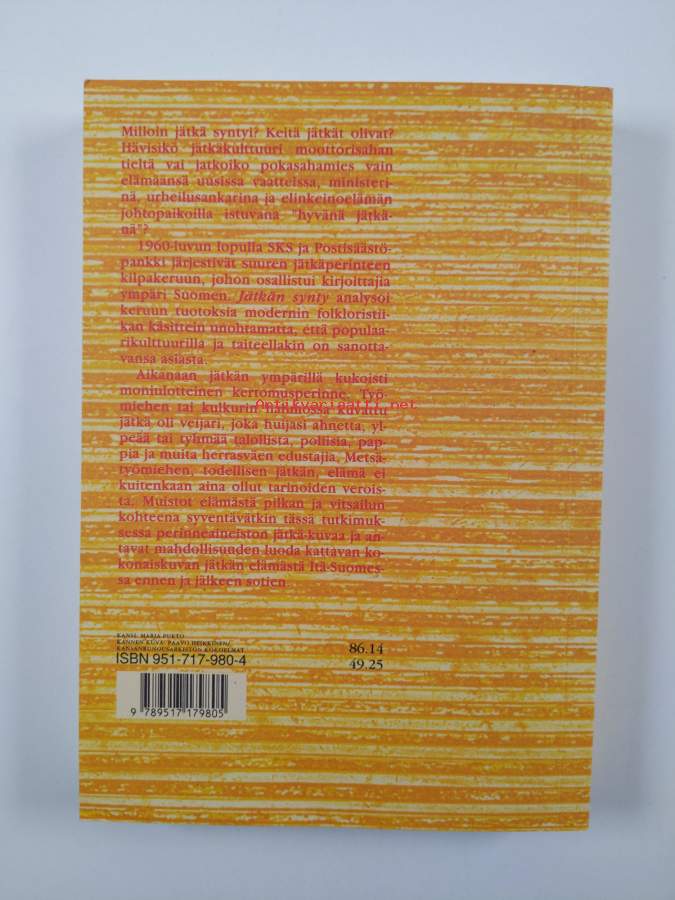 Milloin jätkä syntyi? Keitä jätkät olivat?
Hävisikö jätkäkulttuuri moottorisahan
tieltä vai jatkoiko pokasahamies vain
elämäänsä uusissa vaatteissa, ministeri-
nä, urheilusankarina ja elinkeinoelämän
johtopaikoilla istuvana "hyvänä jätkä-
nä"?
1960-luvun lopulla SKS ja Postisäästö-
pankki järjestivät suuren jätkäperinteen
kilpakeruun, johon osallistui kirjoittajia
ympäri Suomen. Jätkän synty analysoi
keruun tuotoksia modernin folkloristii-
kan käsittein unohtamatta, että populaa-
rikulttuurilla ja taiteellakin on sanotta-
vansa asiasta.
Aikanaan jätkän ympärillä kukoisti
moniulotteinen kertomusperinne. Työ-
miehen tai kulkurin hahmossa kuvattu
jätkä oli veijari, joka huijasi ahnetta, yl-
peää tai tyhmää talollista, poliisia, pap-
pia ja muita herrasväen edustajia. Metsä-
työmiehen, todellisen jätkän, elämä ei
kuitenkaan aina ollut tarinoiden verois-
ta. Muistot elämästä pilkan ja vitsailun
kohteena syventävätkin tässä tutkimuk-
sessa perinneaineiston jätkä-kuvaa ja an-
tavat mahdollisuuden luoda kattavan ko-
konaiskuvan jätkän elämästä Itä-Suomes-
sa ennen ja jälkeen sotien.
Antikvariaatti.net
KANSI: MARJA PUETO
KANNEN KUVA: PAAVO HEIKKINEN/
KANSANRUNOUSARKISTON KOKOELMAT
ISBN 951-717-980-4
86.14
49.25
9 789517 179805